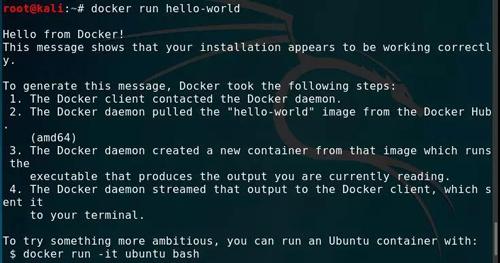 root@kali:~# docker run hello-world
Hello from Docker!
This message shows that your installation appears to be working correctl
y.
To generate this message, Docker took the following steps:
 1. The Docker client contacted the Docker daemon.
 2. The Docker daemon pulled the "hello-world" image from the Docker Hub
.
    (amd64)
 3. The Docker daemon created a new container from that image which runs
 the
    executable that produces the output you are currently reading.
 4. The Docker daemon streamed that output to the Docker client, which s
ent it
    to your terminal.
To try something more ambitious, you can run an Ubuntu container with:
 $ docker run -it ubuntu bash